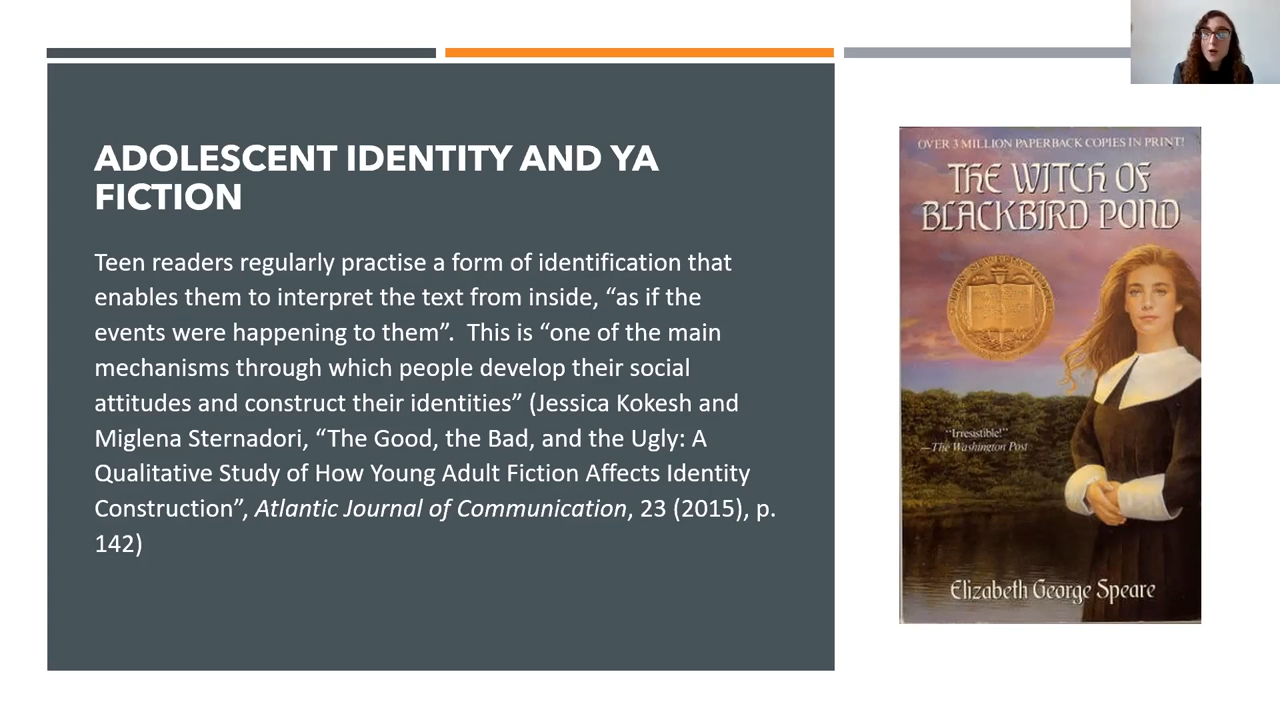 ADOLESCENT IDENTITY AND YA
FICTION
Teen readers regularly practise a form of identification that
enables them to interpret the text from inside, “as if the
events were happening to them”.  This is “one of the main
mechanisms through which people develop their social
attitudes and construct their identities” (Jessica Kokesh and
Miglena Sternadori, “The Good, the Bad, and the Ugly: A
Qualitative Study of How Young Adult Fiction Affects Identity
Construction”, Atlantic Journal of Communication, 23 (2015), p.
142)
OVER 3 MILLION PAPERBACK COPIES IN PRINT!
THE WITCH OF
BLACKBIRD POND
“Irresistible!”
—The Washington Post
Elizabeth George Speare